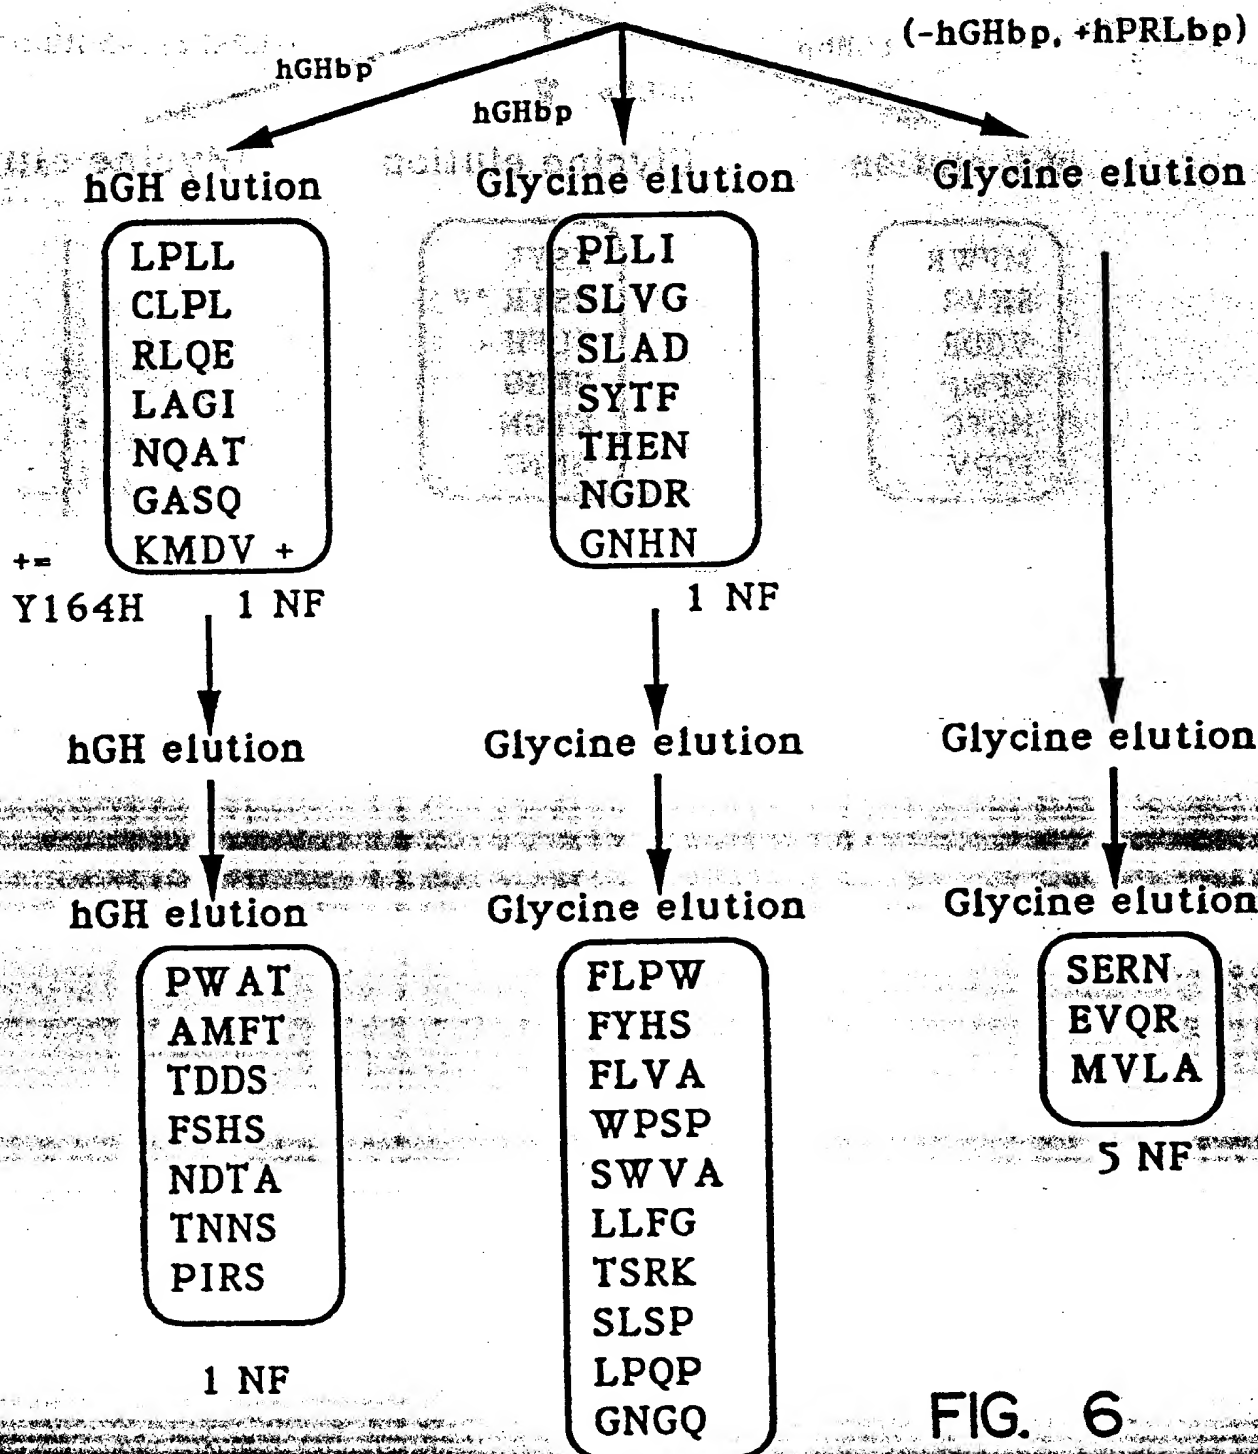 (-hGHbp, +hPRLbp)
hGHbp
hGHbp
hGH elution
Glycine elution
Glycine elution
LPLL
CLPL
RLQE
LAGI
NQAT
GASQ
KMDV +
+=
Y164H
1 NF
PLLI
SLVG
SLAD
SYTF
THEN
NGDR
GNHN
1 NF
hGH elution
Glycine elution
Glycine elution
hGH elution
Glycine elution
Glycine elution
PWAT
AMFT
TDDS
FSHS
NDTA
TNNS
PIRS
1 NF
FLPW
FYHS
FLVA
WPSP
SWVA
LLFG
TSRK
SLSP
LPQP
GNGQ
SERN
EVQR
MVLA
5 NF
FIG. 6